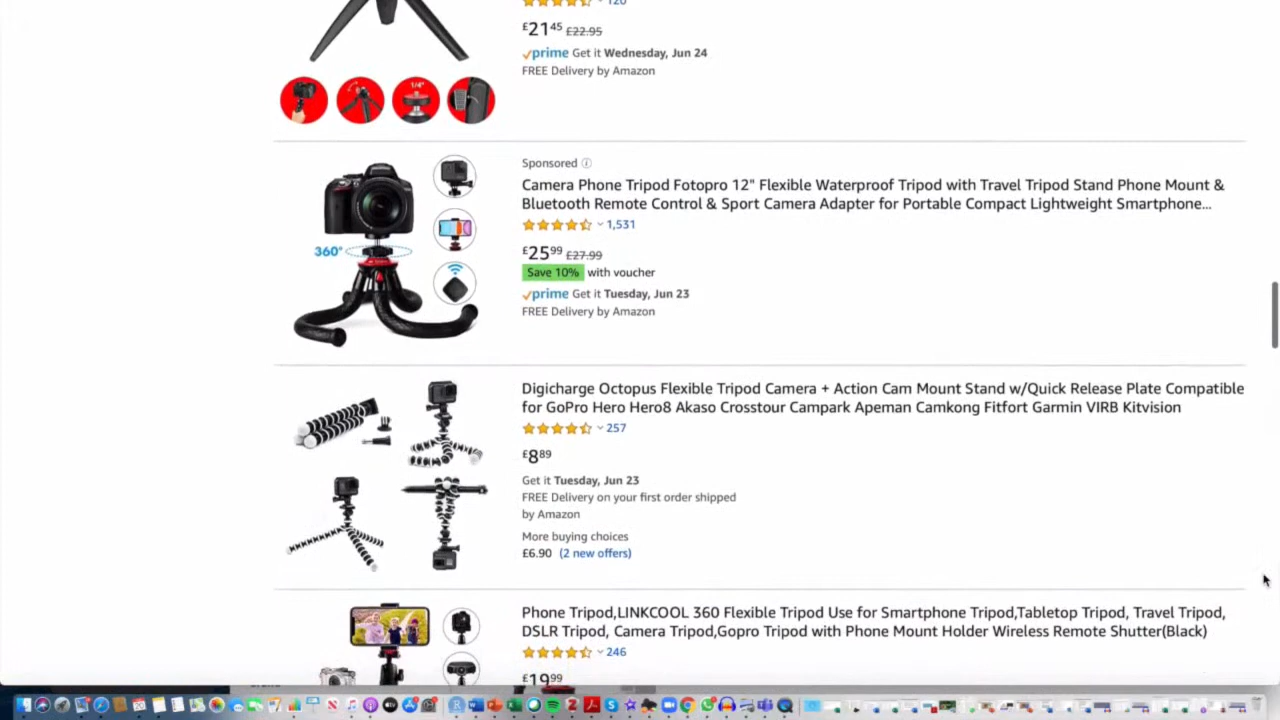 120
£21.45 £22.95
prime Get it Wednesday, Jun 24
FREE Delivery by Amazon
1/4"
Sponsored
Camera Phone Tripod Fotopro 12" Flexible Waterproof Tripod with Travel Tripod Stand Phone Mount &
Bluetooth Remote Control & Sport Camera Adapter for Portable Compact Lightweight Smartphone...
1,531
360°
£25.99 £27.99
Save 10% with voucher
prime Get it Tuesday, Jun 23
FREE Delivery by Amazon
Digicharge Octopus Flexible Tripod Camera + Action Cam Mount Stand w/Quick Release Plate Compatible
for GoPro Hero Hero8 Akaso Crosstour Campark Apeman Camkong Fitfort Garmin VIRB Kitvision
257
£8.89
Get it Tuesday, Jun 23
FREE Delivery on your first order shipped
by Amazon
More buying choices
£6.90 (2 new offers)
Phone Tripod,LINKCOOL 360 Flexible Tripod Use for Smartphone Tripod,Tabletop Tripod, Travel Tripod,
DSLR Tripod, Camera Tripod,Gopro Tripod with Phone Mount Holder Wireless Remote Shutter(Black)
246
£19.99